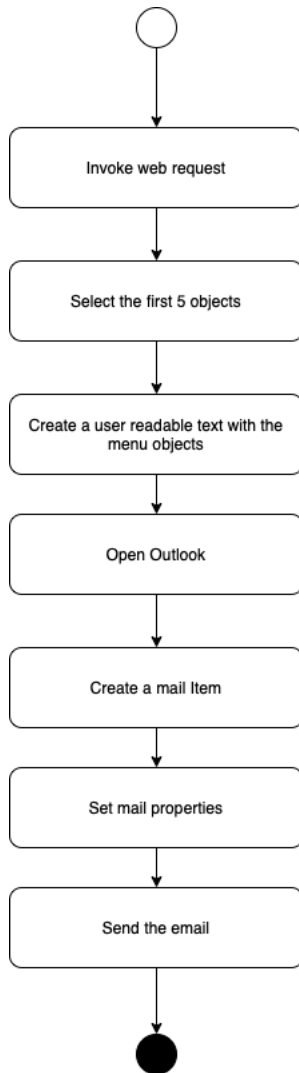 Invoke web request
Select the first 5 objects
Create a user readable text with the
menu objects
Open Outlook
Create a mail Item
Set mail properties
Send the email